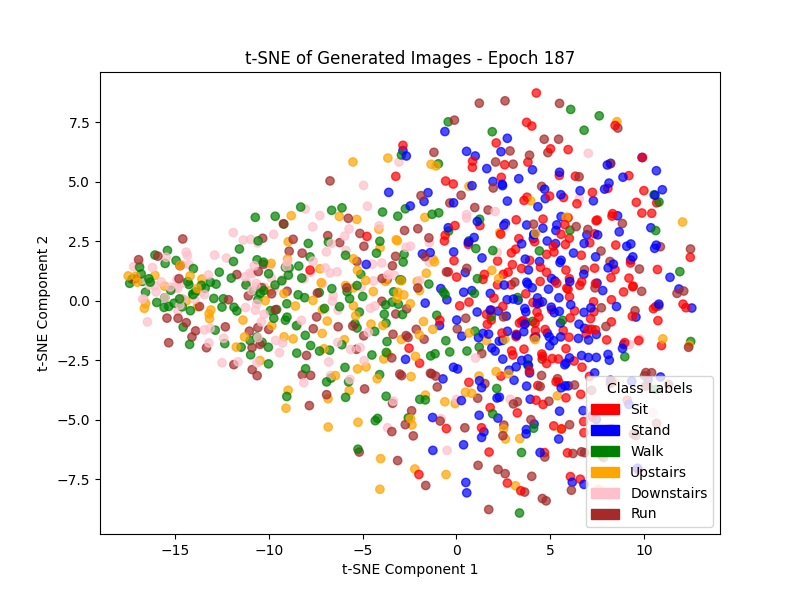 t-SNE of Generated Images - Epoch 187
7.5
5.0
2.5
0.0
−2.5
−5.0
−7.5
t-SNE Component 2
Class Labels
Sit
Stand
Walk
Upstairs
Downstairs
Run
−15
−10
−5
0
5
10
t-SNE Component 1